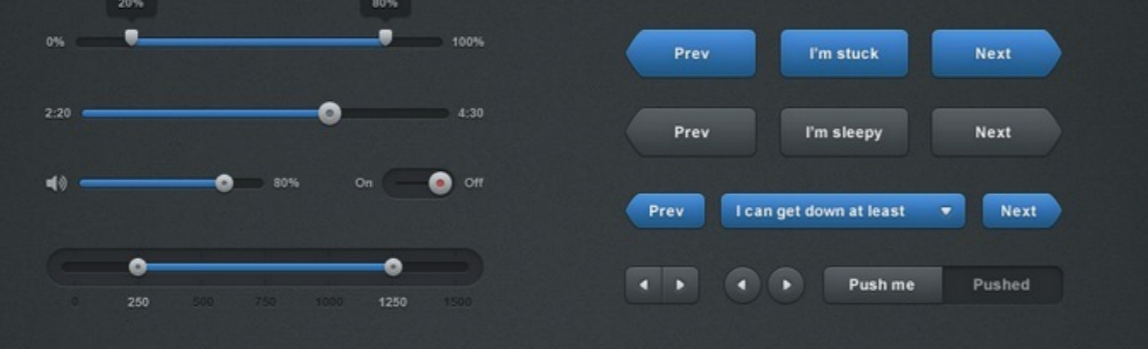 20% 80%
0% 100%
2:20 4:30
80% On Off
0 250 500 750 1000 1250 1500
Prev I'm stuck Next
Prev I'm sleepy Next
Prev I can get down at least Next
Push me Pushed